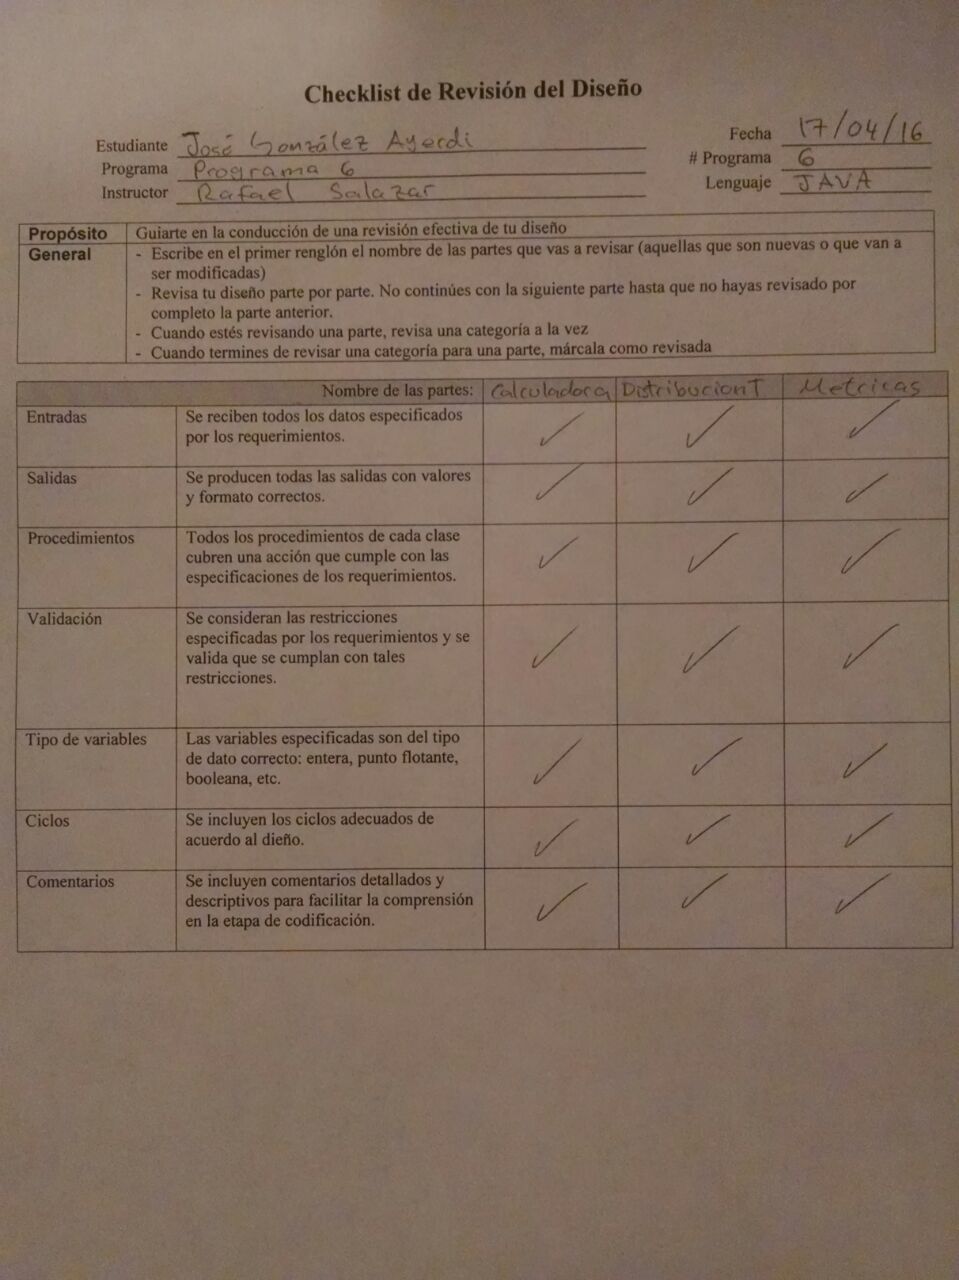 Checklist de Revisión del Diseño
Estudiante José González Ayerdi
Fecha 17/04/16
Programa Programa 6
# Programa 6
Instructor Rafael Salazar
Lenguaje JAVA
Propósito Guiarte en la conducción de una revisión efectiva de tu diseño
General - Escribe en el primer renglón el nombre de las partes que vas a revisar (aquellas que son nuevas o que van a
ser modificadas)
- Revisa tu diseño parte por parte. No continúes con la siguiente parte hasta que no hayas revisado por
completo la parte anterior.
- Cuando estés revisando una parte, revisa una categoría a la vez
- Cuando termines de revisar una categoría para una parte, márcala como revisada
Nombre de las partes: Calculadora DistribucionT Metricas
Entradas Se reciben todos los datos especificados
por los requerimientos.
Salidas Se producen todas las salidas con valores
y formato correctos.
Procedimientos Todos los procedimientos de cada clase
cubren una acción que cumple con las
especificaciones de los requerimientos.
Validación Se consideran las restricciones
especificadas por los requerimientos y se
valida que se cumplan con tales
restricciones.
Tipo de variables Las variables especificadas son del tipo
de dato correcto: entera, punto flotante,
booleana, etc.
Ciclos Se incluyen los ciclos adecuados de
acuerdo al dieño.
Comentarios Se incluyen comentarios detallados y
descriptivos para facilitar la comprensión
en la etapa de codificación.